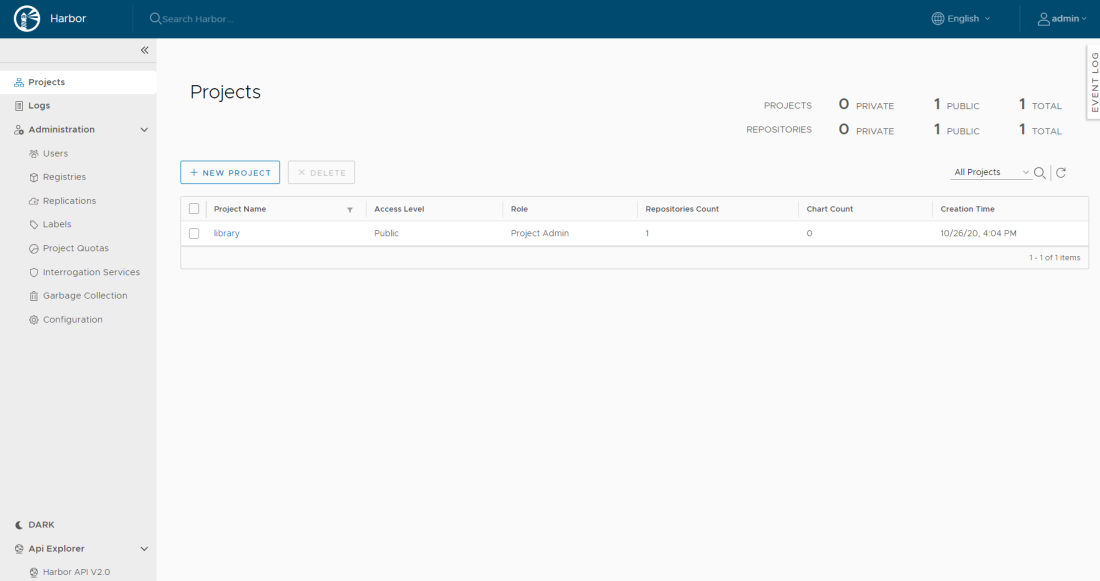 Harbor
Search Harbor...
English
admin
EVENT LOG
Projects
Logs
Administration
Users
Registries
Replications
Labels
Project Quotas
Interrogation Services
Garbage Collection
Configuration
DARK
Api Explorer
Harbor API V2.0
Projects
PROJECTS 0 PRIVATE 1 PUBLIC 1 TOTAL
REPOSITORIES 0 PRIVATE 1 PUBLIC 1 TOTAL
+ NEW PROJECT × DELETE All Projects
Project Name Access Level Role Repositories Count Chart Count Creation Time
library Public Project Admin 1 0 10/26/20, 4:04 PM
1 - 1 of 1 items